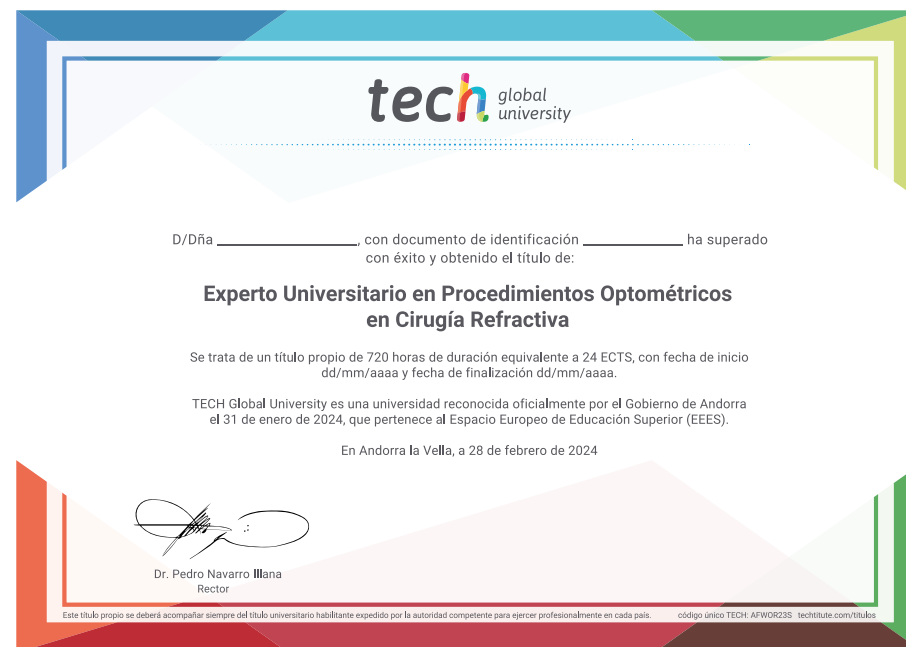 tech global university
D/Dña ____________________, con documento de identificación ______________ ha superado
con éxito y obtenido el título de:
Experto Universitario en Procedimientos Optométricos
en Cirugía Refractiva
Se trata de un título propio de 720 horas de duración equivalente a 24 ECTS, con fecha de inicio
dd/mm/aaaa y fecha de finalización dd/mm/aaaa.
TECH Global University es una universidad reconocida oficialmente por el Gobierno de Andorra
el 31 de enero de 2024, que pertenece al Espacio Europeo de Educación Superior (EEES).
En Andorra la Vella, a 28 de febrero de 2024
Dr. Pedro Navarro Illana
Rector
Este título propio se deberá acompañar siempre del título universitario habilitante expedido por la autoridad competente para ejercer profesionalmente en cada país. código único TECH: AFWOR23S techtitute.com/titulos